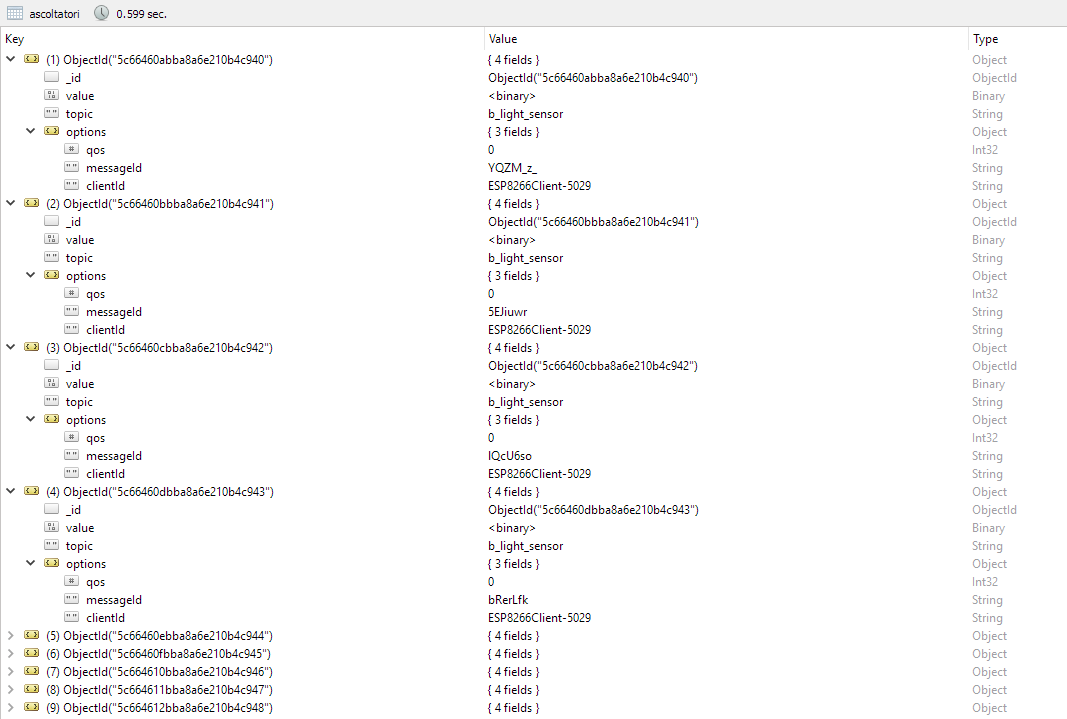 ascoltatori 0.599 sec.
Key Value Type
(1) ObjectId("5c66460abba8a6e210b4c940") { 4 fields } Object
_id ObjectId("5c66460abba8a6e210b4c940") ObjectId
value <binary> Binary
topic b_light_sensor String
options { 3 fields } Object
qos 0 Int32
messageId YQZM_z_ String
clientId ESP8266Client-5029 String
(2) ObjectId("5c66460bbba8a6e210b4c941") { 4 fields } Object
_id ObjectId("5c66460bbba8a6e210b4c941") ObjectId
value <binary> Binary
topic b_light_sensor String
options { 3 fields } Object
qos 0 Int32
messageId 5EJiuwr String
clientId ESP8266Client-5029 String
(3) ObjectId("5c66460cbba8a6e210b4c942") { 4 fields } Object
_id ObjectId("5c66460cbba8a6e210b4c942") ObjectId
value <binary> Binary
topic b_light_sensor String
options { 3 fields } Object
qos 0 Int32
messageId IQcU6so String
clientId ESP8266Client-5029 String
(4) ObjectId("5c66460dbba8a6e210b4c943") { 4 fields } Object
_id ObjectId("5c66460dbba8a6e210b4c943") ObjectId
value <binary> Binary
topic b_light_sensor String
options { 3 fields } Object
qos 0 Int32
messageId bRerLfk String
clientId ESP8266Client-5029 String
(5) ObjectId("5c66460ebba8a6e210b4c944") { 4 fields } Object
(6) ObjectId("5c66460fbba8a6e210b4c945") { 4 fields } Object
(7) ObjectId("5c664610bba8a6e210b4c946") { 4 fields } Object
(8) ObjectId("5c664611bba8a6e210b4c947") { 4 fields } Object
(9) ObjectId("5c664612bba8a6e210b4c948") { 4 fields } Object